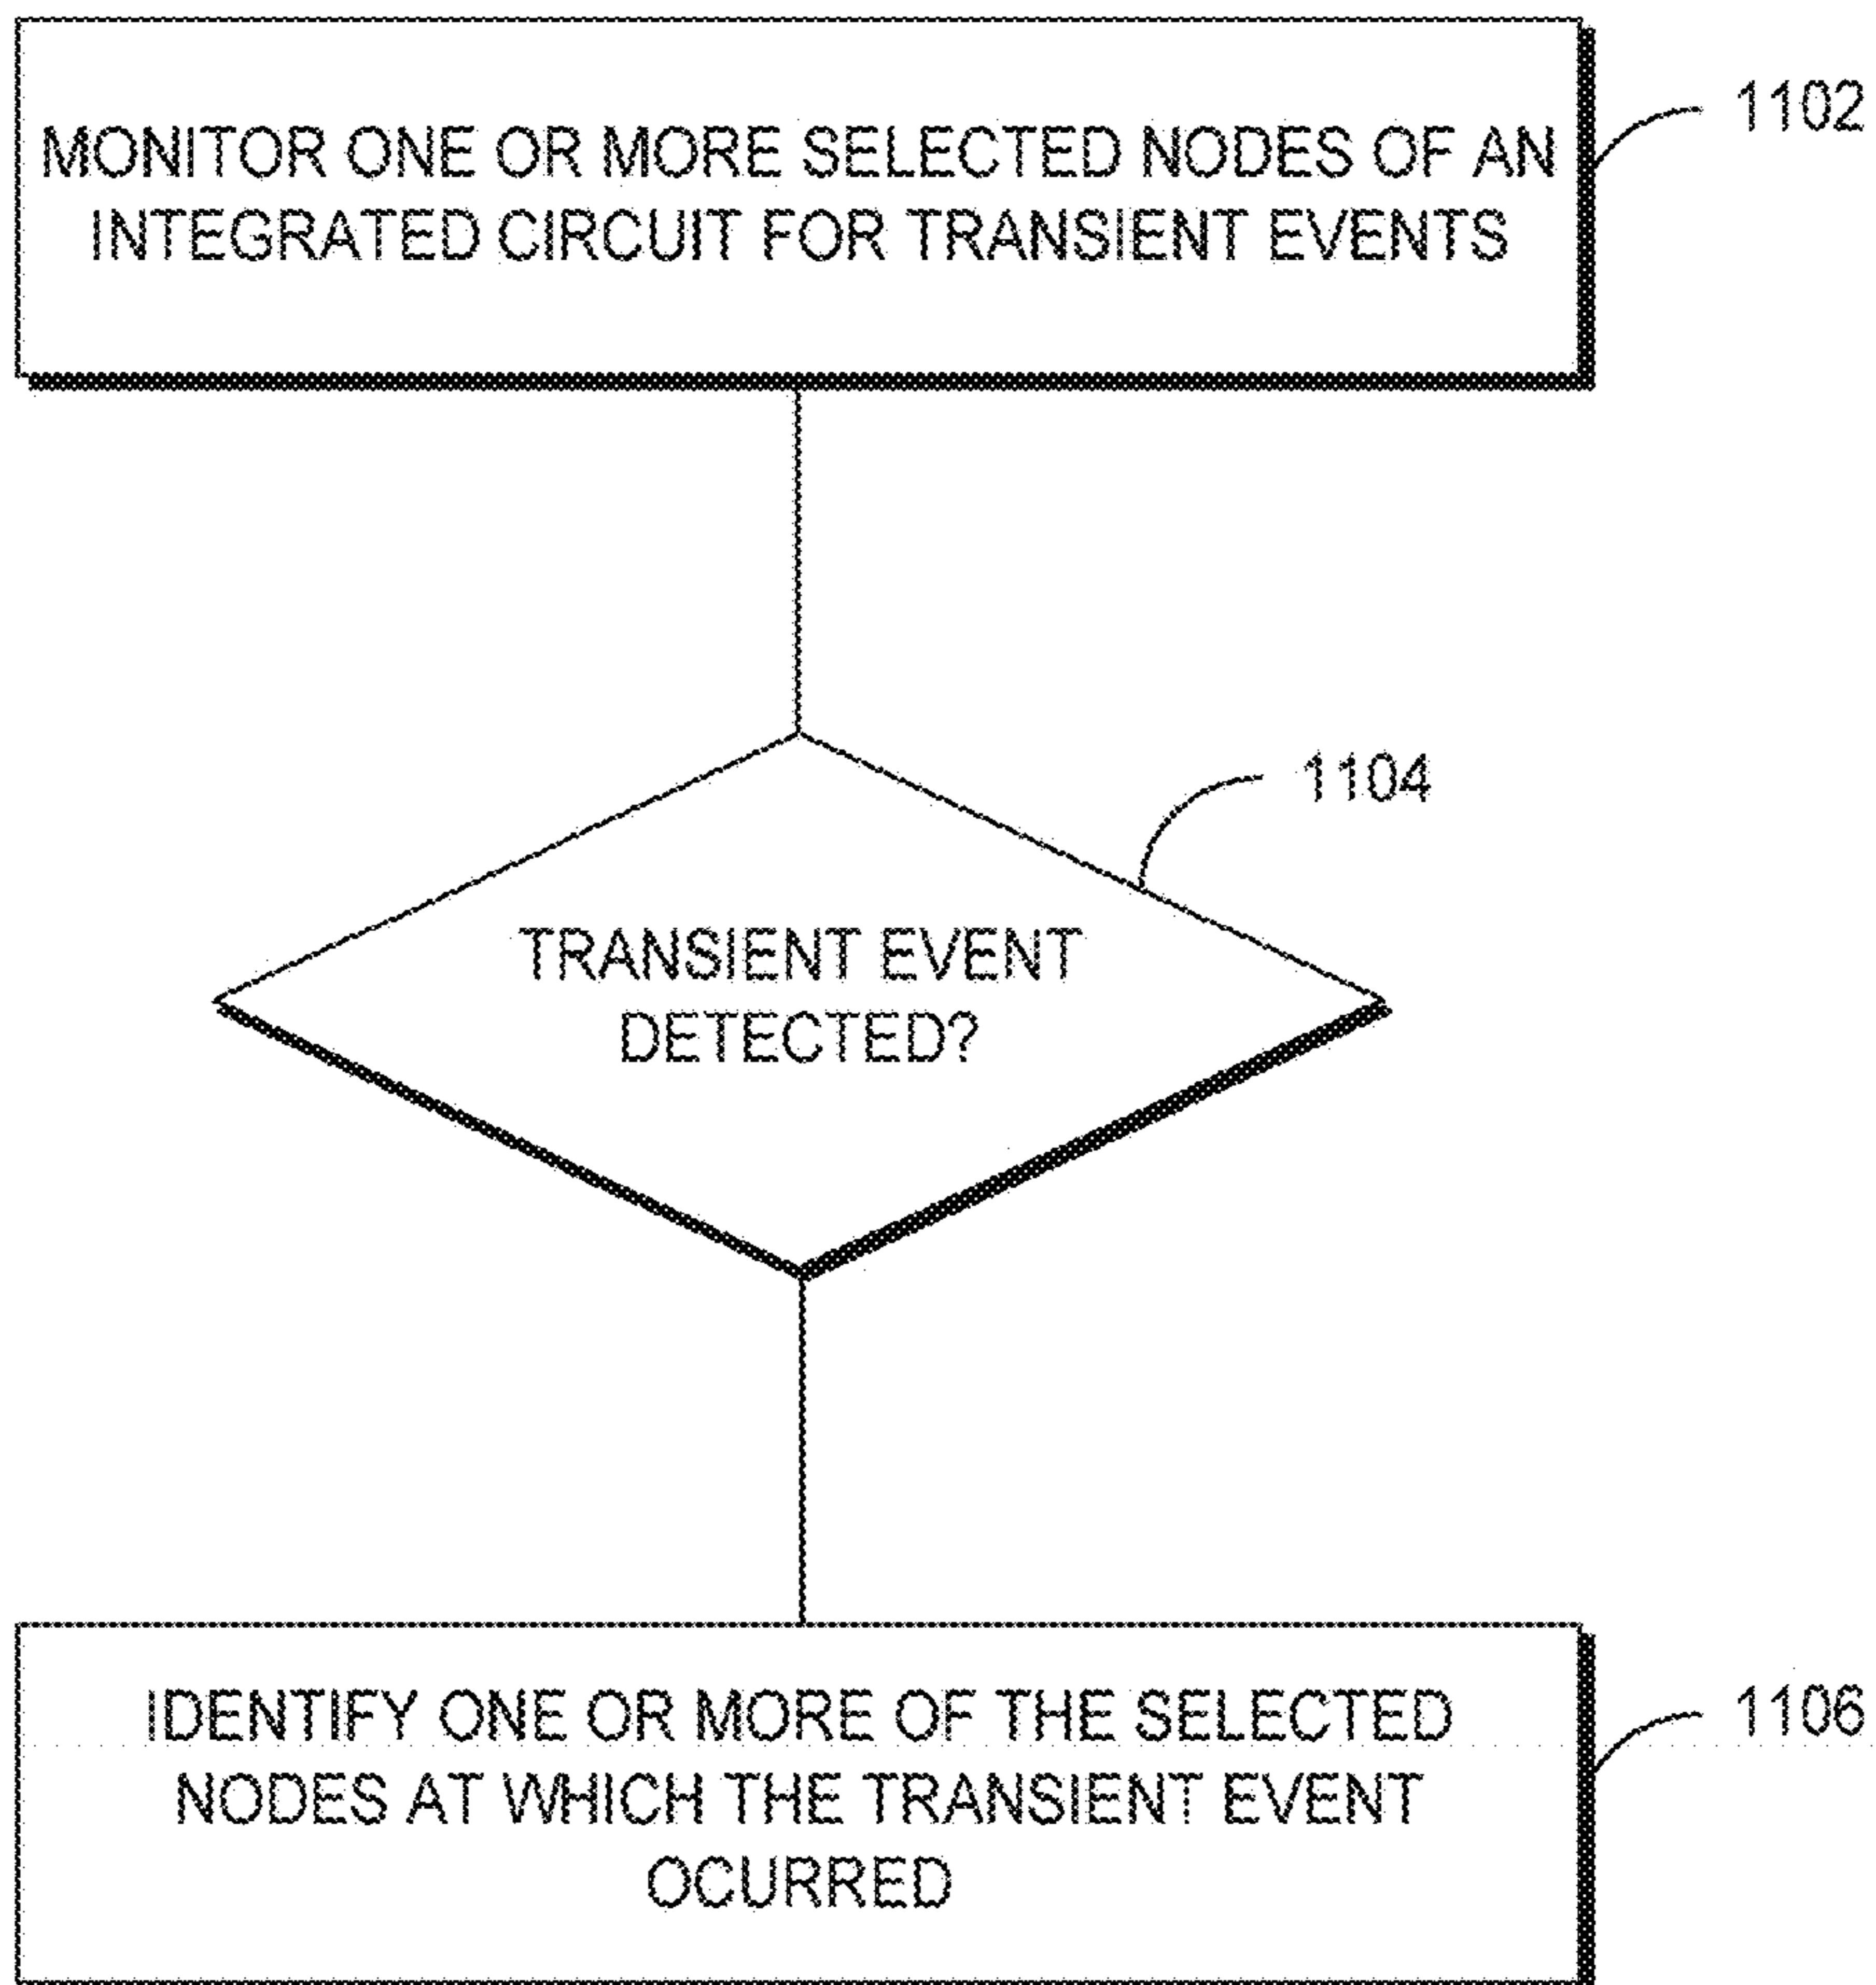 MONITOR ONE OR MORE SELECTED NODES OF AN
INTEGRATED CIRCUIT FOR TRANSIENT EVENTS
1102
TRANSIENT EVENT
DETECTED?
1104
IDENTIFY ONE OR MORE OF THE SELECTED
NODES AT WHICH THE TRANSIENT EVENT
OCURRED
1106